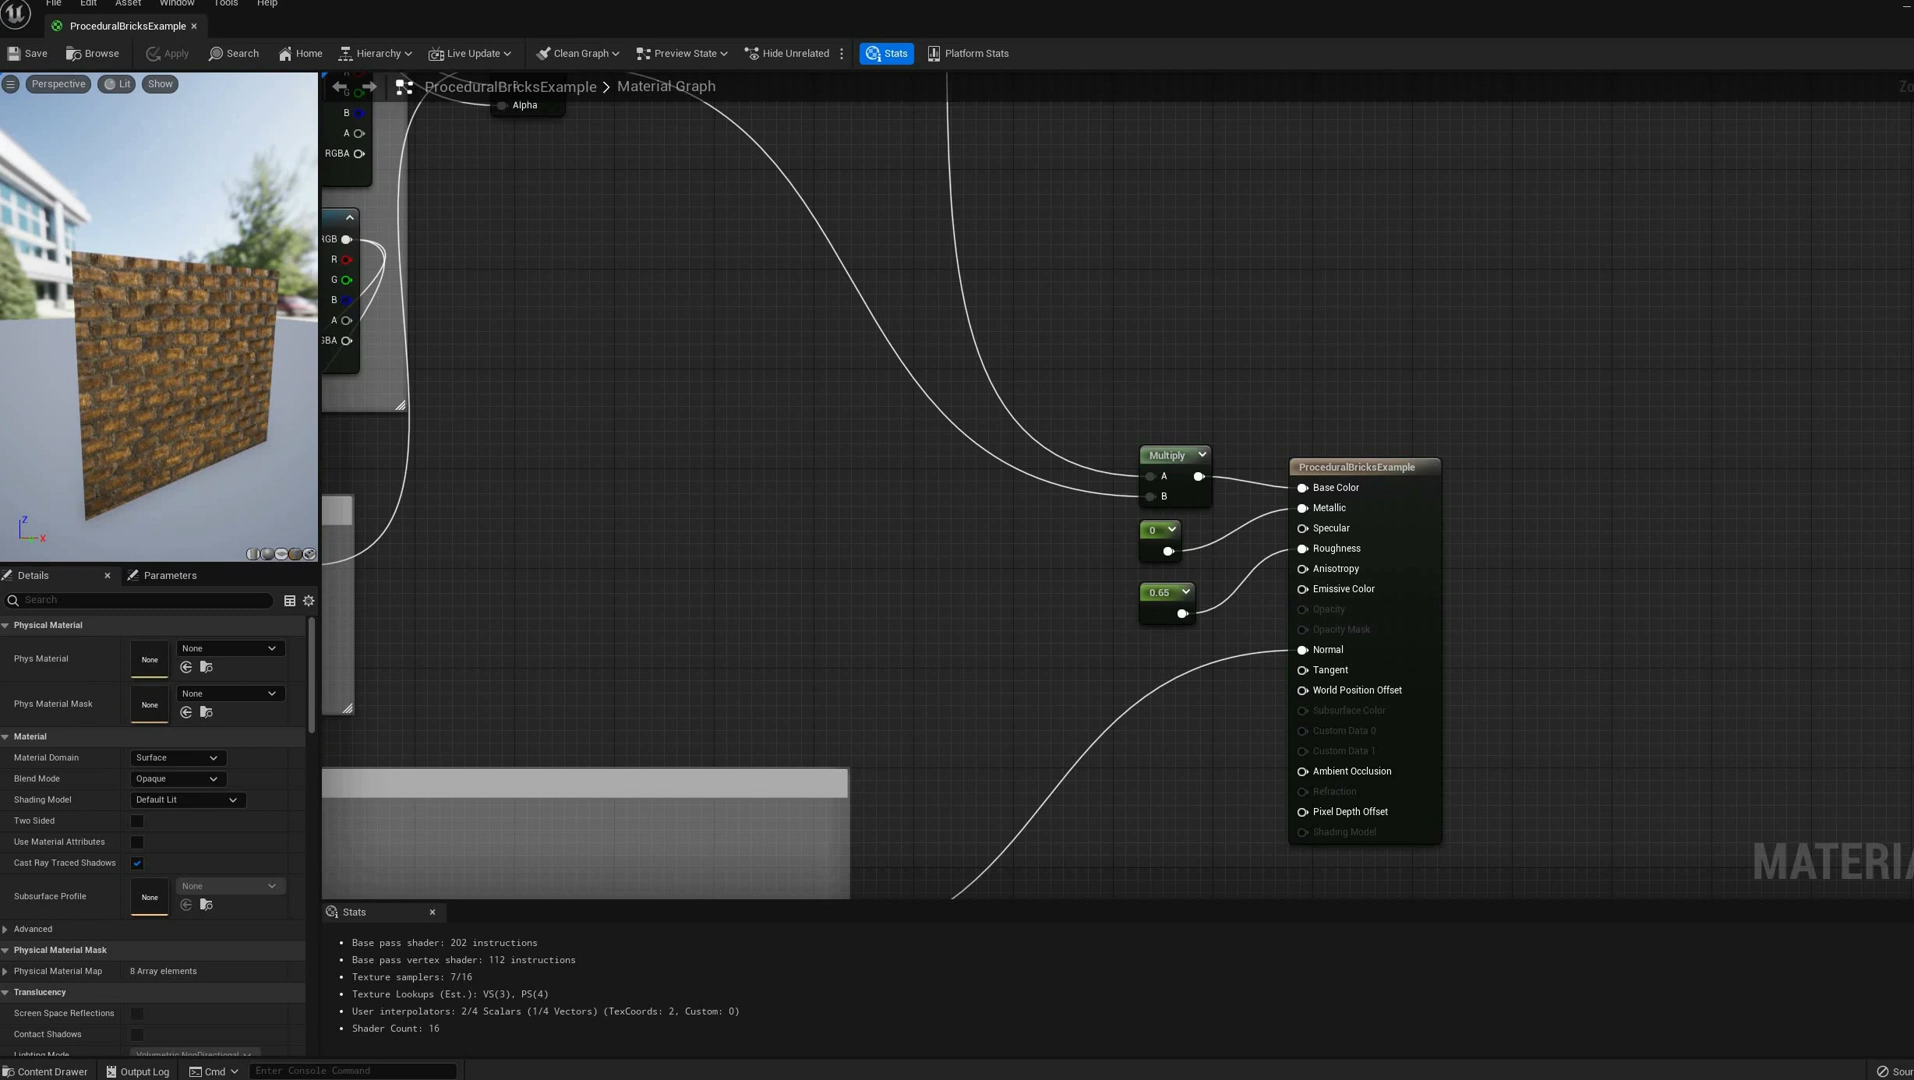 File Edit Asset Window Tools Help
ProceduralBricksExample
Save Browse Apply Search Home Hierarchy Live Update Clean Graph Preview State Hide Unrelated Stats Platform Stats
Perspective Lit Show
ProceduralBricksExample > Material Graph
Alpha
G
B
A
RGBA
RGB
R
G
B
A
GBA
Multiply
A
B
0
0.65
ProceduralBricksExample
Base Color
Metallic
Specular
Roughness
Anisotropy
Emissive Color
Opacity
Opacity Mask
Normal
Tangent
World Position Offset
Subsurface Color
Custom Data 0
Custom Data 1
Ambient Occlusion
Refraction
Pixel Depth Offset
Shading Model
MATERIA
Z
X
Details Parameters
Search
Physical Material
Phys Material None None
Phys Material Mask None None
Material
Material Domain Surface
Blend Mode Opaque
Shading Model Default Lit
Two Sided
Use Material Attributes
Cast Ray Traced Shadows
Subsurface Profile None None
Advanced
Physical Material Mask
Physical Material Map 8 Array elements
Translucency
Screen Space Reflections
Contact Shadows
Lighting Mode Volumetric NonDirectional
Stats
Base pass shader: 202 instructions
Base pass vertex shader: 112 instructions
Texture samplers: 7/16
Texture Lookups (Est.): VS(3), PS(4)
User interpolators: 2/4 Scalars (1/4 Vectors) (TexCoords: 2, Custom: 0)
Shader Count: 16
Content Drawer Output Log Cmd Enter Console Command Sour